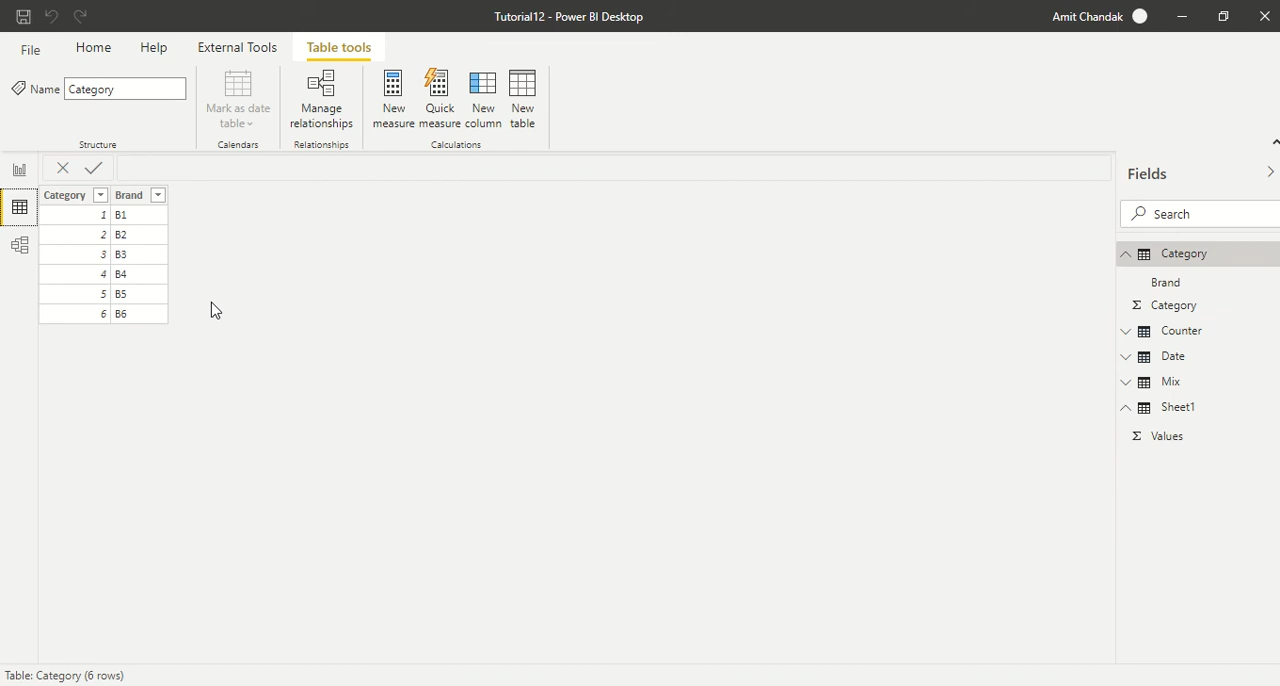 Tutorial12 - Power BI Desktop
Amit Chandak
File Home Help External Tools Table tools
Name Category
Mark as date table
Manage relationships
New measure
Quick measure
New column
New table
Structure Calendars Relationships Calculations
Category Brand
1 B1
2 B2
3 B3
4 B4
5 B5
6 B6
Fields
Search
Category
Brand
Σ Category
Counter
Date
Mix
Sheet1
Σ Values
Table: Category (6 rows)